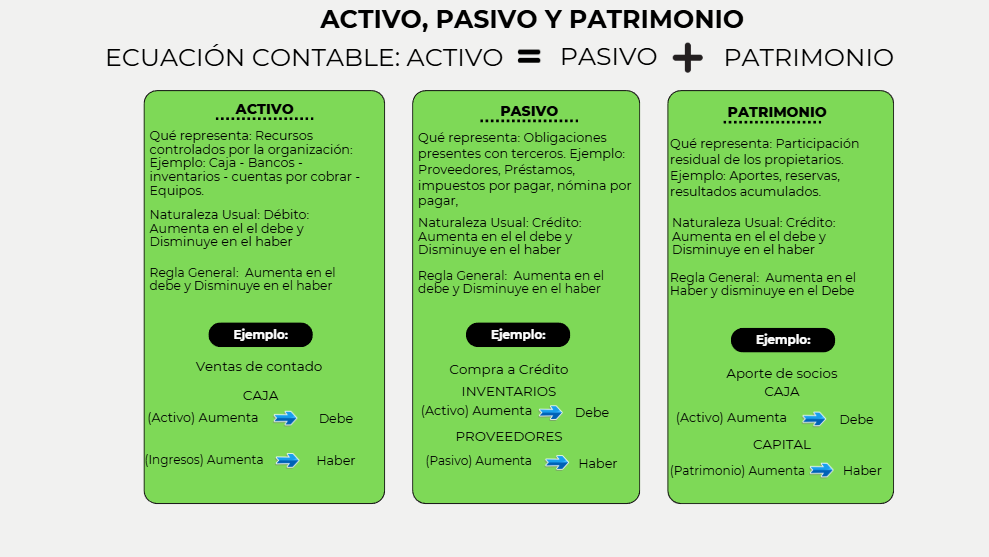 ACTIVO, PASIVO Y PATRIMONIO
ECUACIÓN CONTABLE: ACTIVO = PASIVO + PATRIMONIO
ACTIVO
Qué representa: Recursos
controlados por la organización:
Ejemplo: Caja - Bancos -
inventarios - cuentas por cobrar -
Equipos.
Naturaleza Usual: Débito:
Aumenta en el el debe y
Disminuye en el haber
Regla General: Aumenta en el
debe y Disminuye en el haber
Ejemplo:
Ventas de contado
CAJA
(Activo) Aumenta Debe
(Ingresos) Aumenta Haber
PASIVO
Qué representa: Obligaciones
presentes con terceros. Ejemplo:
Proveedores, Préstamos,
impuestos por pagar, nómina por
pagar,
Naturaleza Usual: Crédito:
Aumenta en el el debe y
Disminuye en el haber
Regla General: Aumenta en el
debe y Disminuye en el haber
Ejemplo:
Compra a Crédito
INVENTARIOS
(Activo) Aumenta Debe
PROVEEDORES
(Pasivo) Aumenta Haber
PATRIMONIO
Qué representa: Participación
residual de los propietarios.
Ejemplo: Aportes, reservas,
resultados acumulados.
Naturaleza Usual: Crédito:
Aumenta en el el debe y
Disminuye en el haber
Regla General: Aumenta en el
Haber y disminuye en el Debe
Ejemplo:
Aporte de socios
CAJA
(Activo) Aumenta Debe
CAPITAL
(Patrimonio) Aumenta Haber